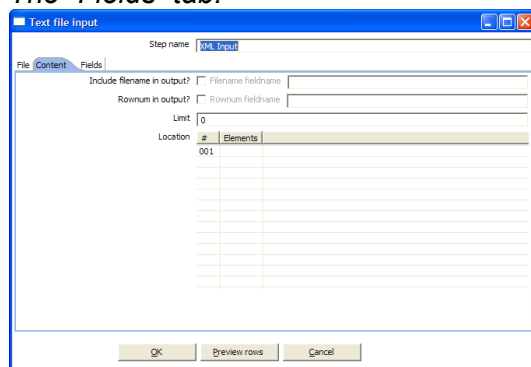 The "Fields" tab:
Text file input
Step name XML Input
File Content Fields
Include filename in output? Filename fieldname
Rownum in output? Rownum fieldname
Limit 0
Location # Elements
001
OK Preview rows Cancel